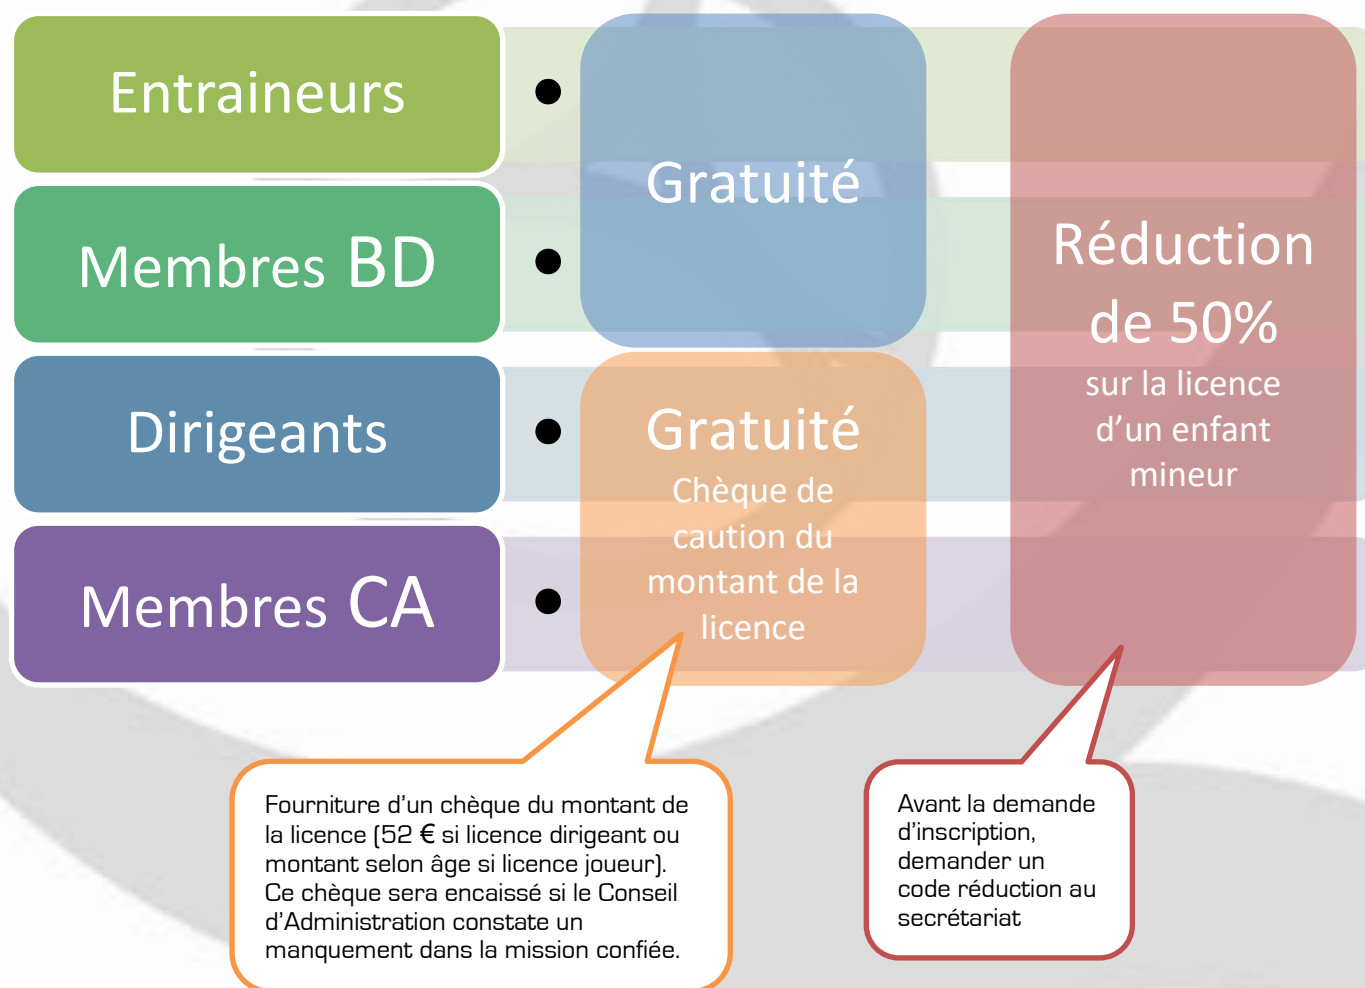 Entraineurs
Membres BD
Dirigeants
Membres CA
Gratuité
Gratuité
Chèque de
caution du
montant de la
licence
Réduction
de 50%
sur la licence
d’un enfant
mineur
Fourniture d’un chèque du montant de
la licence (52 € si licence dirigeant ou
montant selon âge si licence joueur).
Ce chèque sera encaissé si le Conseil
d’Administration constate un
manquement dans la mission confiée.
Avant la demande
d’inscription,
demander un
code réduction au
secrétariat